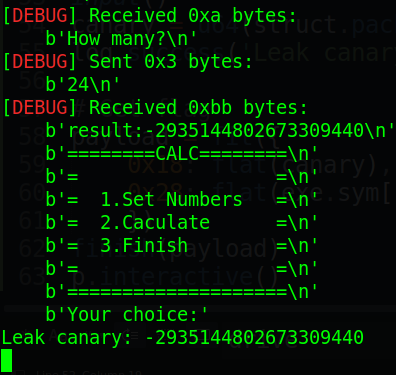 [DEBUG] Received 0xa bytes:
b'How many?\n'
[DEBUG] Sent 0x3 bytes:
b'24\n'
[DEBUG] Received 0xbb bytes:
b'result:-2935144802673309440\n'
b'========CALC========\n'
b'=                  =\n'
b'=  1.Set Numbers   =\n'
b'=  2.Caculate      =\n'
b'=  3.Finish        =\n'
b'=                  =\n'
b'====================\n'
b'Your choice:'
Leak canary: -2935144802673309440